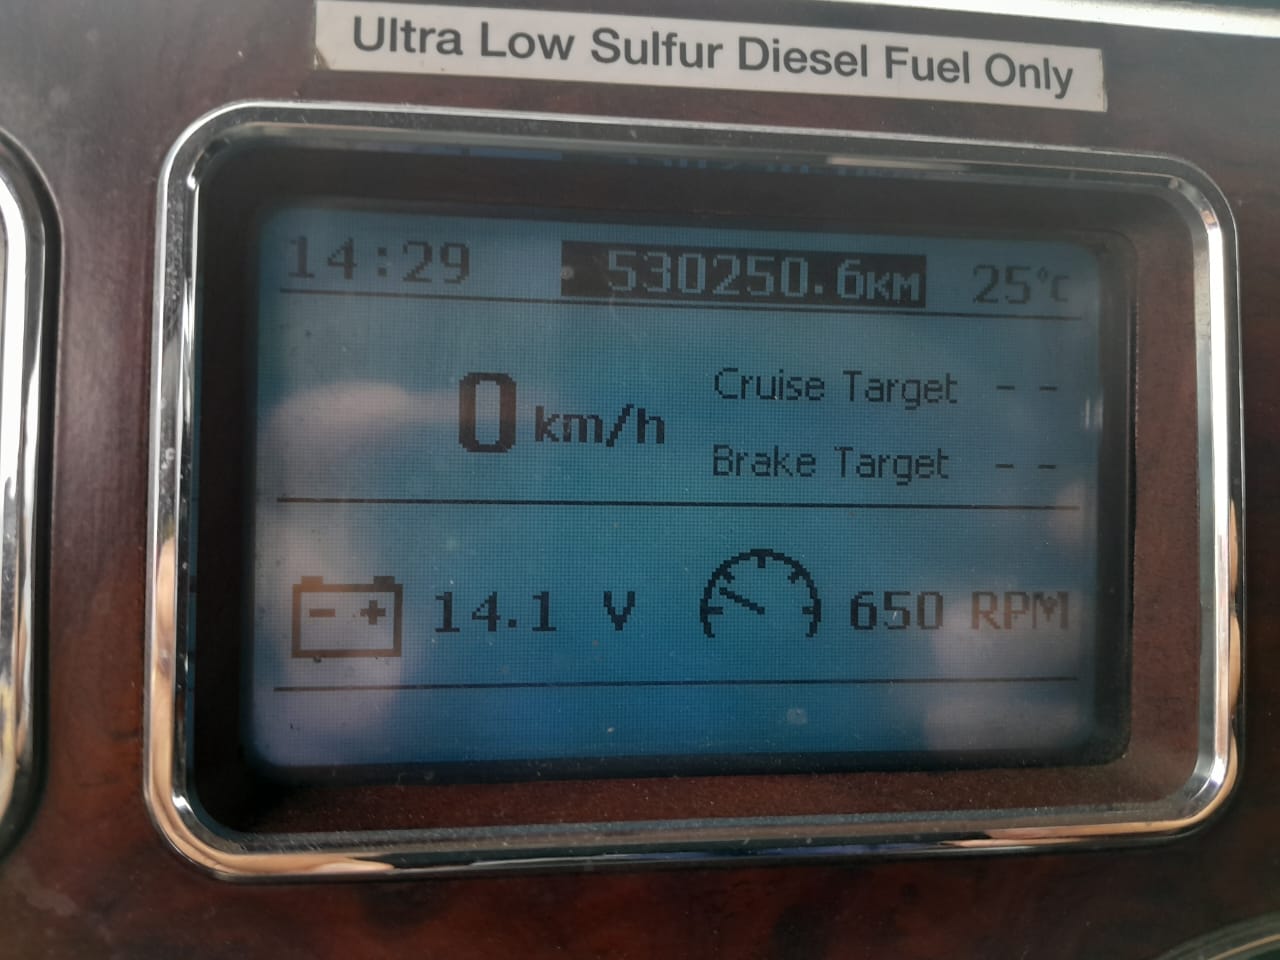 Ultra Low Sulfur Diesel Fuel Only
14:29 530250.6KM 25°C
0 km/h
Cruise Target - -
Brake Target - -
- + 14.1 V 650 RPM